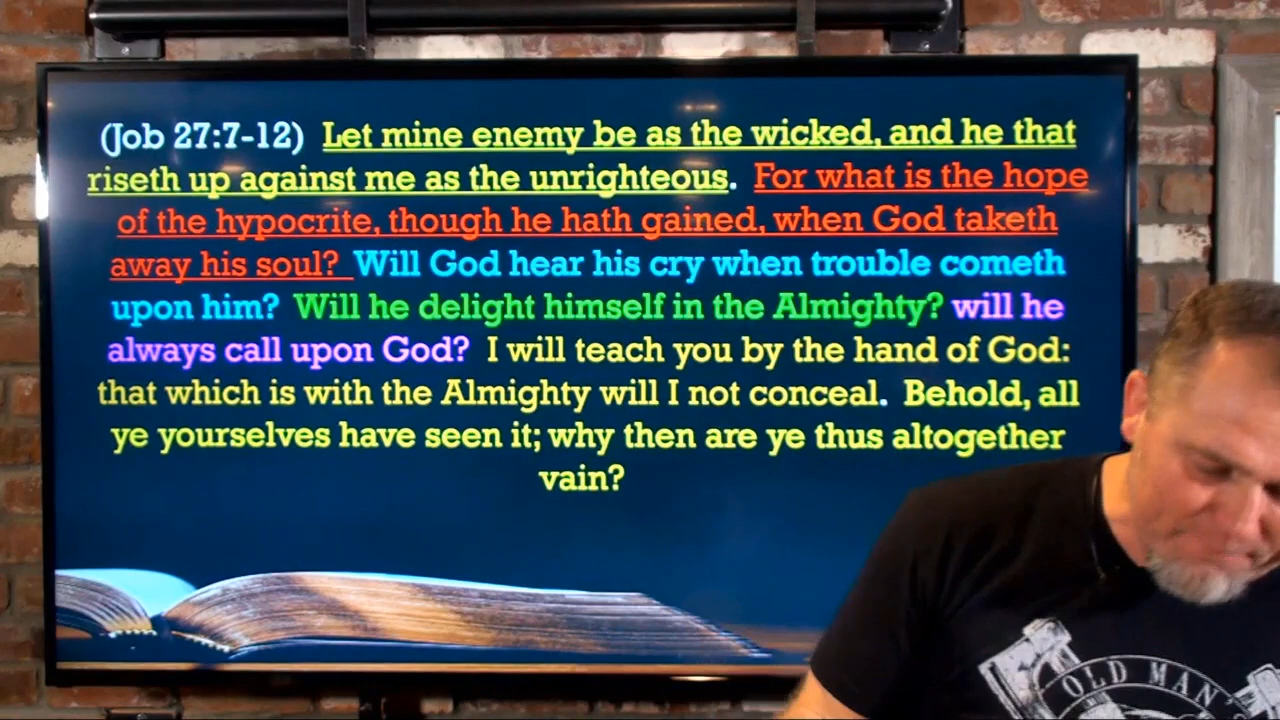 (Job 27:7-12) Let mine enemy be as the wicked, and he that
riseth up against me as the unrighteous. For what is the hope
of the hypocrite, though he hath gained, when God taketh
away his soul? Will God hear his cry when trouble cometh
upon him? Will he delight himself in the Almighty? will he
always call upon God? I will teach you by the hand of God:
that which is with the Almighty will I not conceal. Behold, all
ye yourselves have seen it; why then are ye thus altogether
vain?
OLD MAN'S